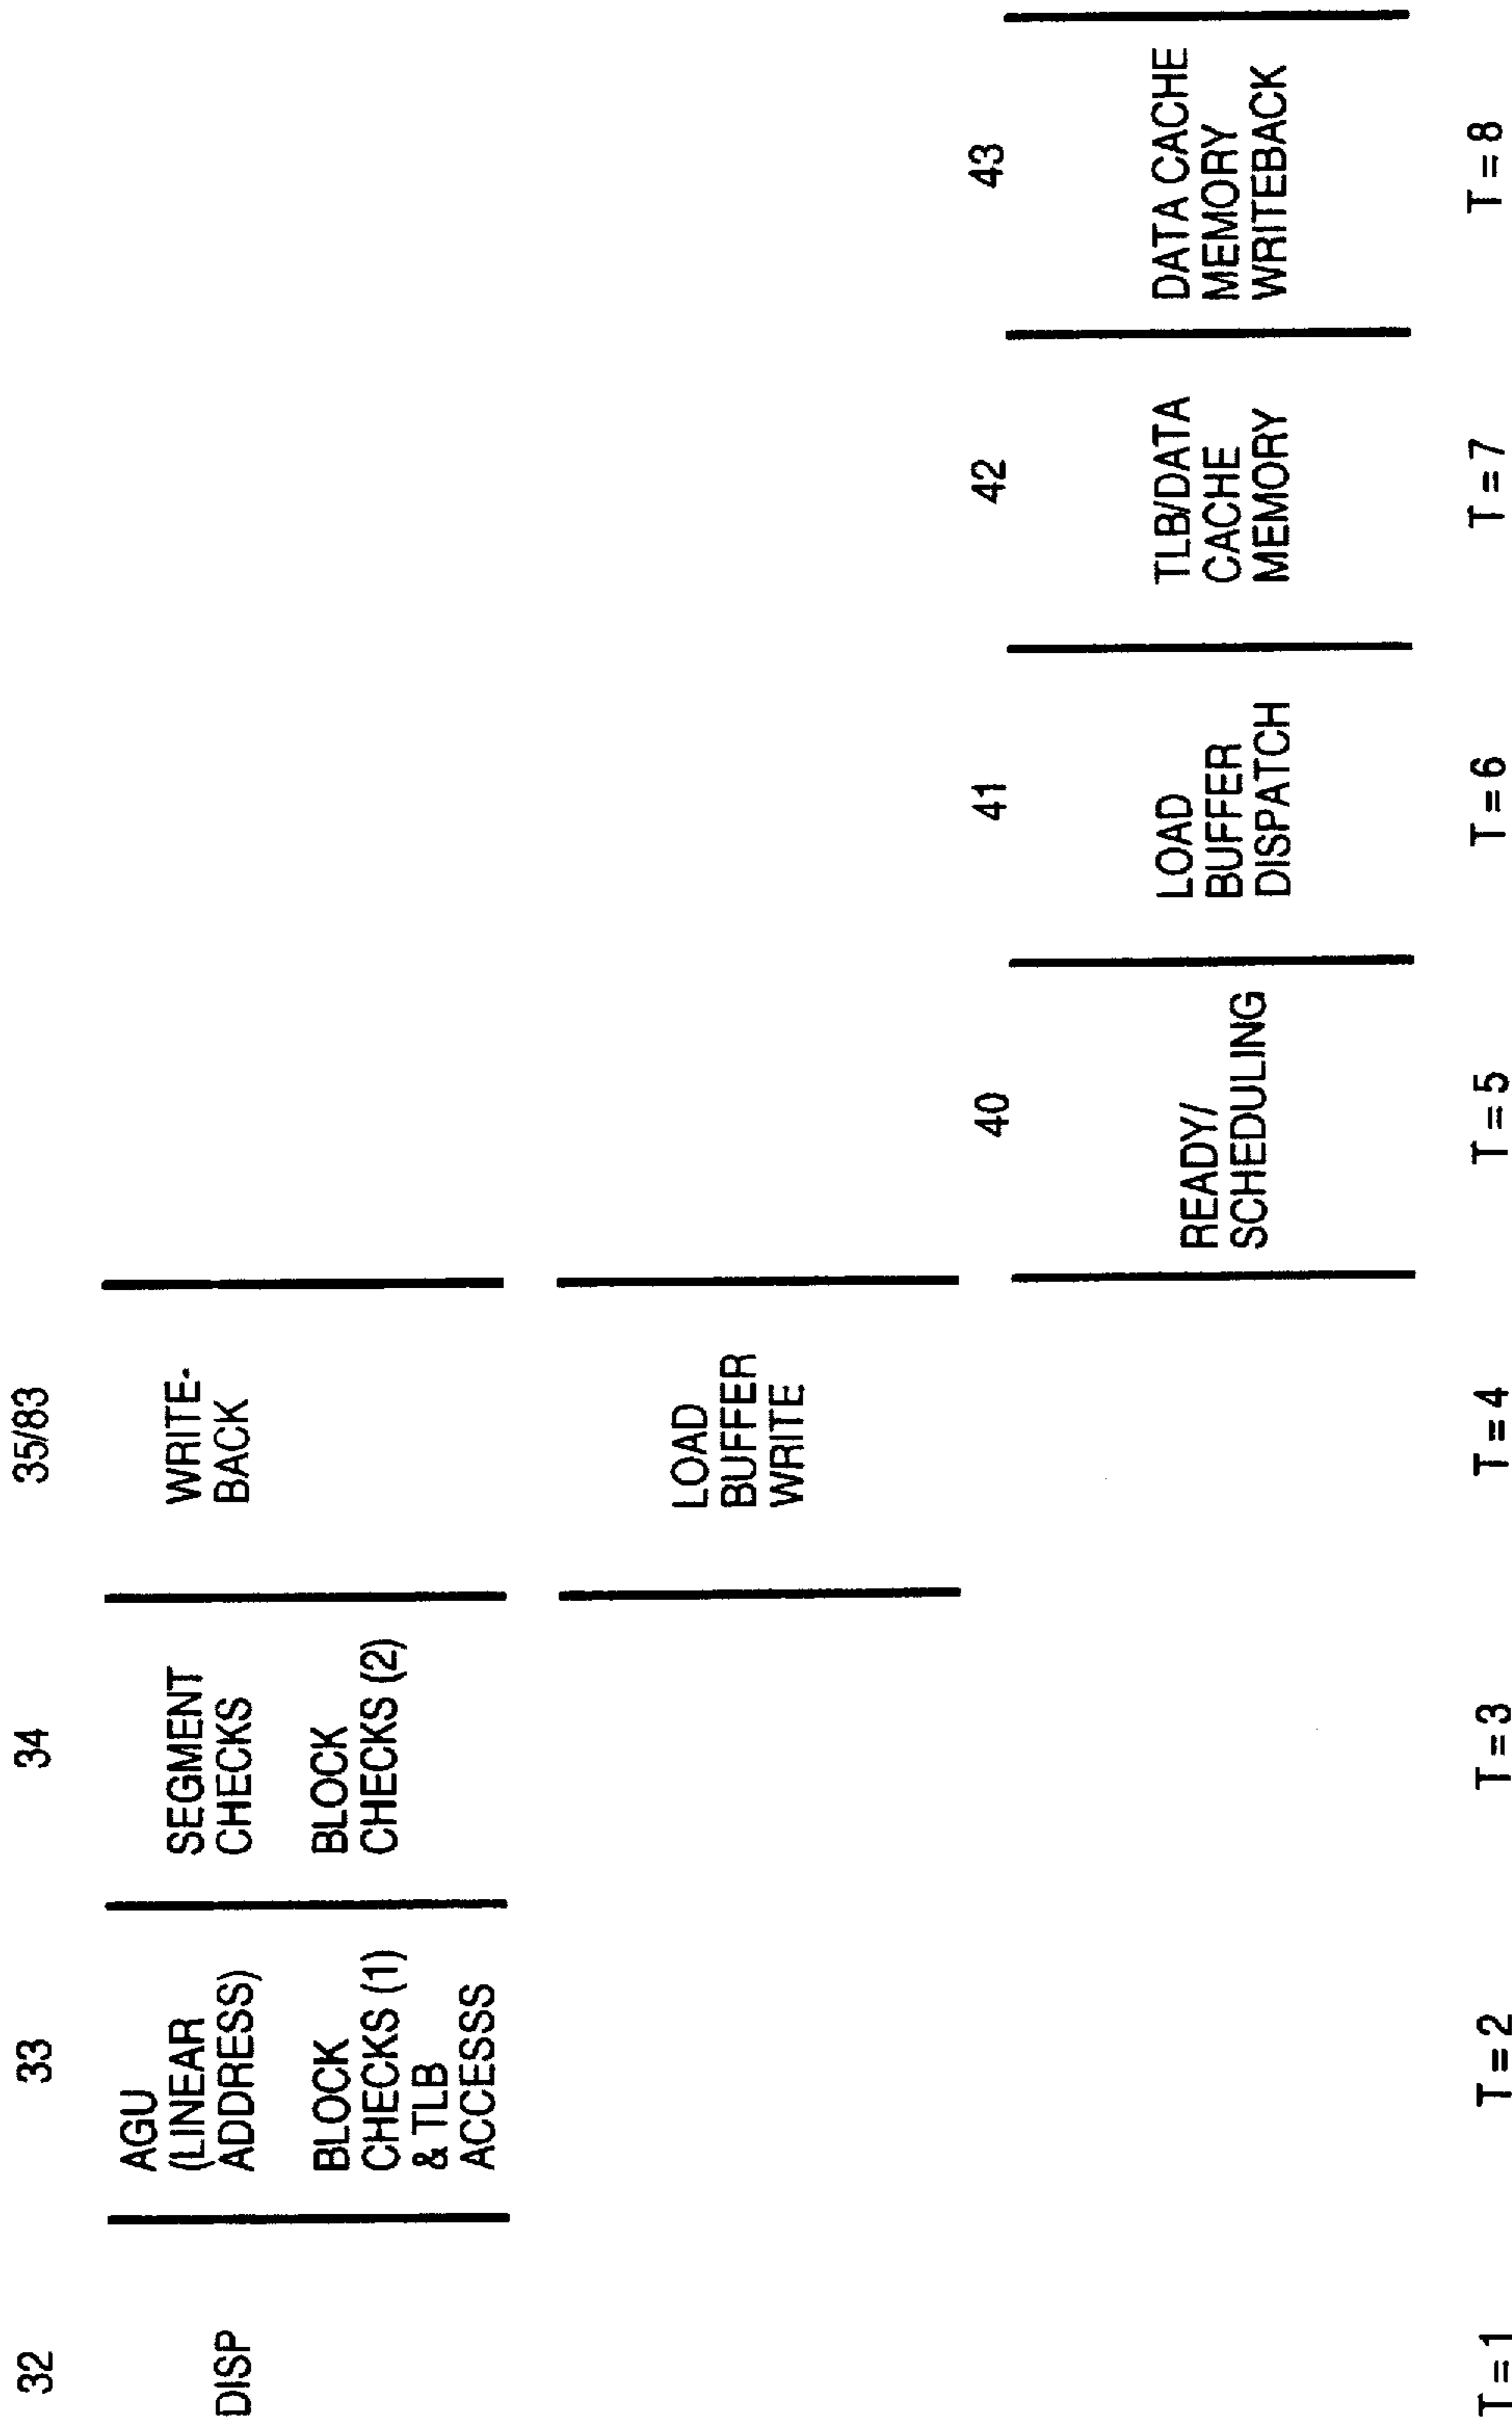 32
33
34
35/83
DISP
AGU
(LINEAR
ADDRESS)
BLOCK
CHECKS (1)
& TLB
ACCESSS
SEGMENT
CHECKS
BLOCK
CHECKS (2)
WRITE-
BACK
LOAD
BUFFER
WRITE
40
41
42
43
READY/
SCHEDULING
LOAD
BUFFER
DISPATCH
TLB/DATA
CACHE
MEMORY
DATA CACHE
MEMORY
WRITEBACK
T = 1
T = 2
T = 3
T = 4
T = 5
T = 6
T = 7
T = 8